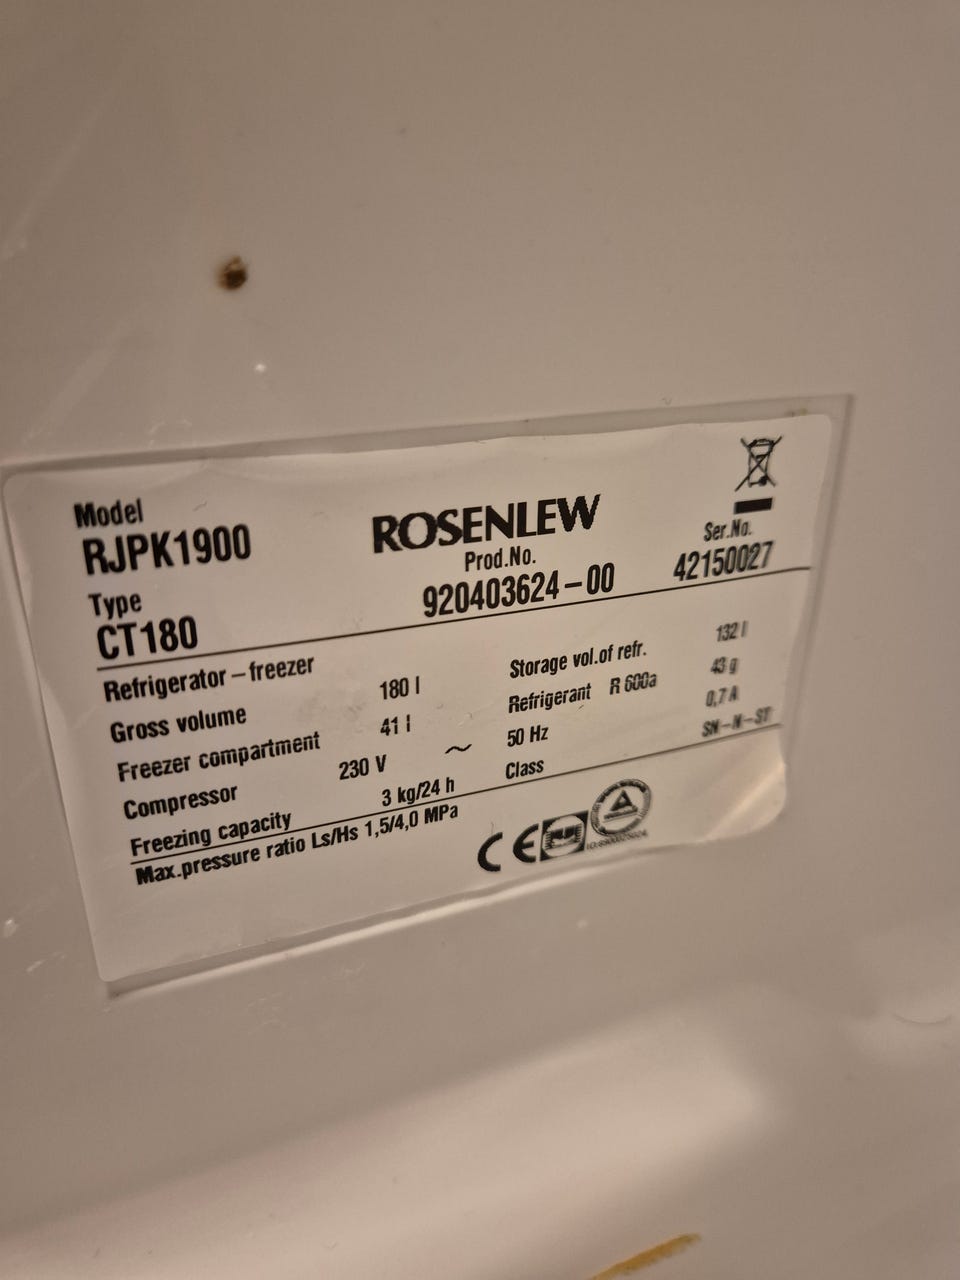 Model
RJPK1900
ROSENLEW
Prod.No.
920403624-00
Ser.No.
42150027
Type
CT180
Refrigerator-freezer
Gross volume 180 l
Freezer compartment 41 l
Compressor 230 V ~ 50 Hz 0,7 A
Freezing capacity 3 kg/24 h
Storage vol.of refr. 132 l
Refrigerant R 600a 43 g
Class SN-N-ST
Max.pressure ratio Ls/Hs 1,5/4,0 MPa
CE